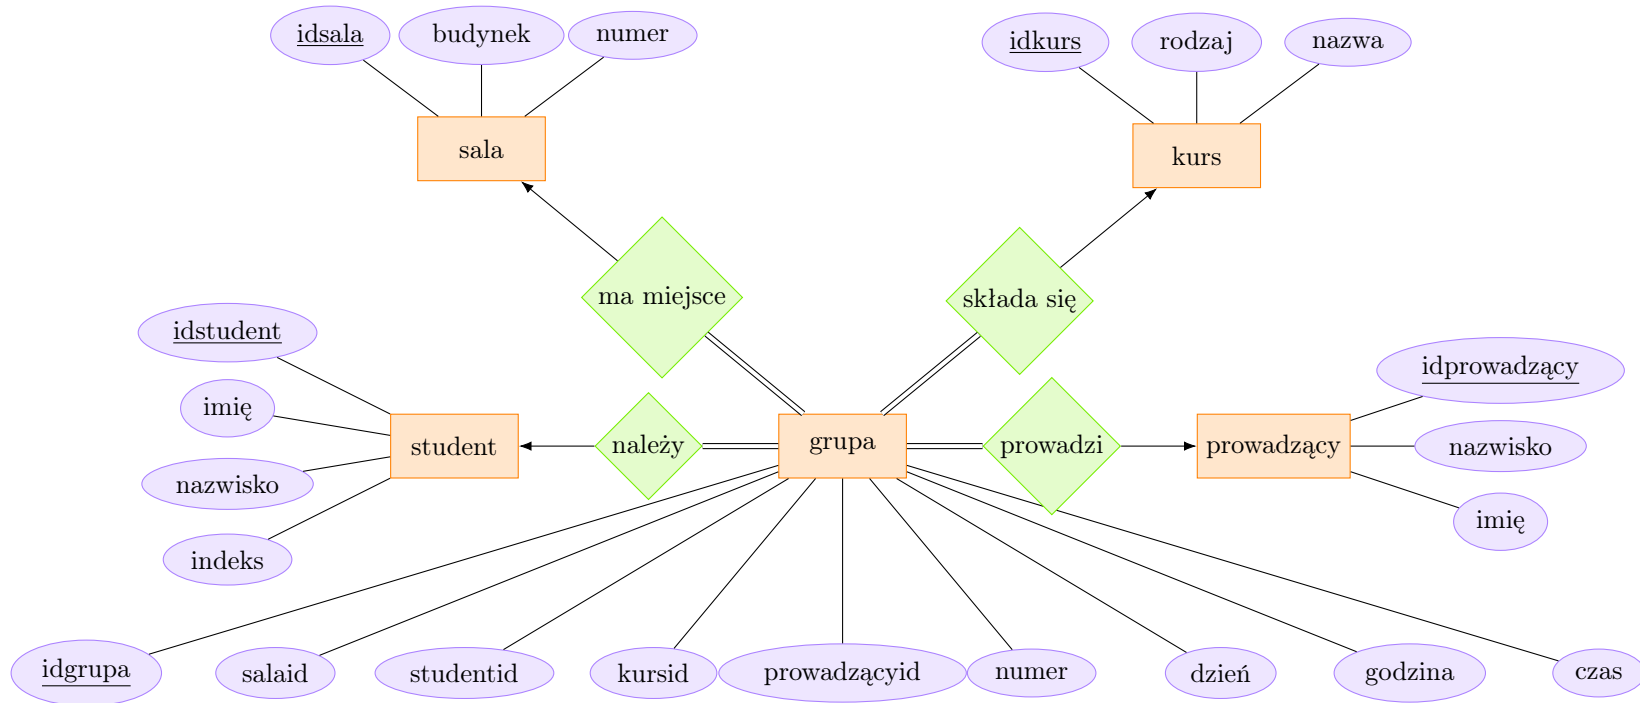 idsala
budynek
numer
idkurs
rodzaj
nazwa
sala
kurs
ma miejsce
składa się
idstudent
imię
nazwisko
indeks
student
należy
grupa
prowadzi
prowadzący
idprowadzący
nazwisko
imię
idgrupa
salaid
studentid
kursid
prowadzącyid
numer
dzień
godzina
czas